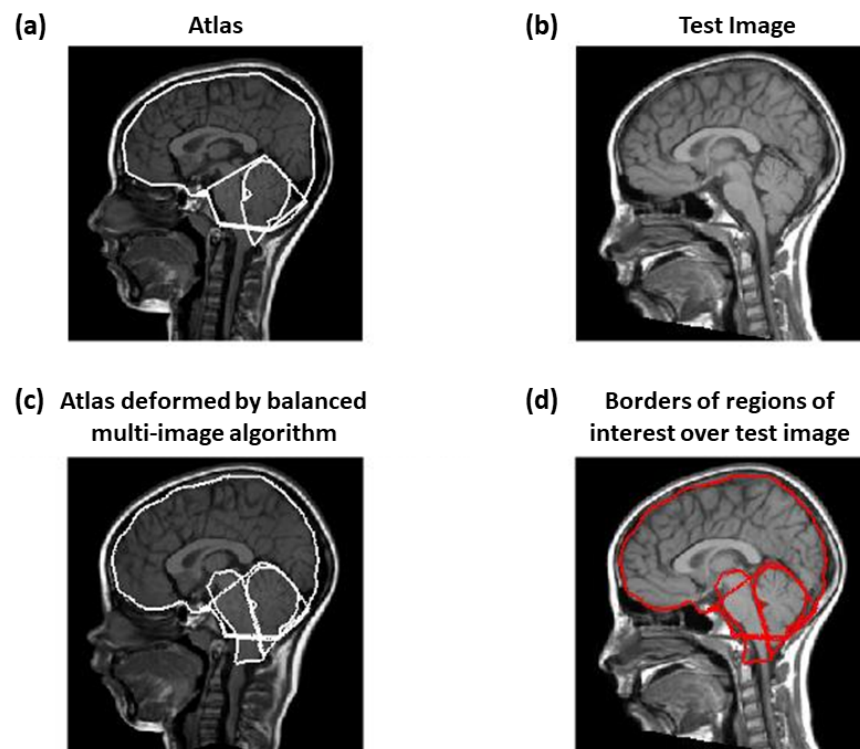 (a) Atlas
(b) Test Image
(c) Atlas deformed by balanced
multi-image algorithm
(d) Borders of regions of
interest over test image